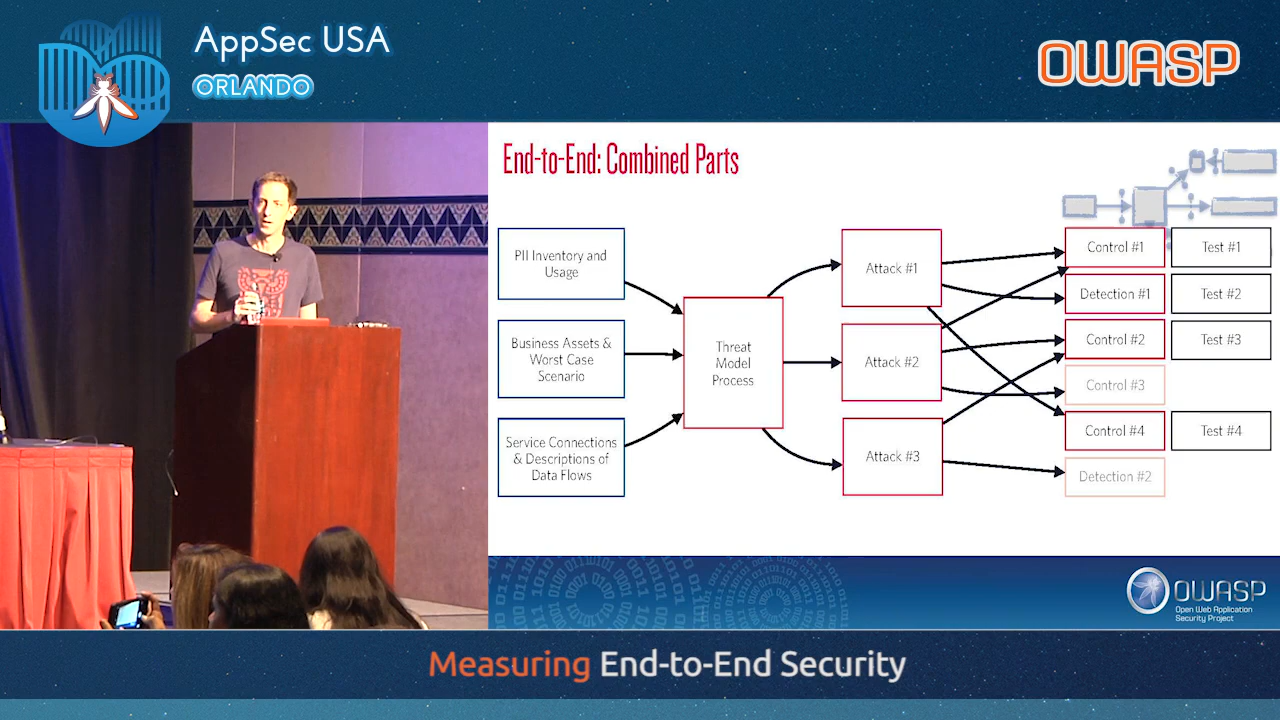 AppSec USA
ORLANDO
OWASP
End-to-End: Combined Parts
PII Inventory and
Usage
Business Assets &
Worst Case
Scenario
Service Connections
& Descriptions of
Data Flows
Threat
Model
Process
Attack #1
Attack #2
Attack #3
Control #1
Test #1
Detection #1
Test #2
Control #2
Test #3
Control #3
Control #4
Test #4
Detection #2
OWASP
Open Web Application
Security Project
Measuring End-to-End Security